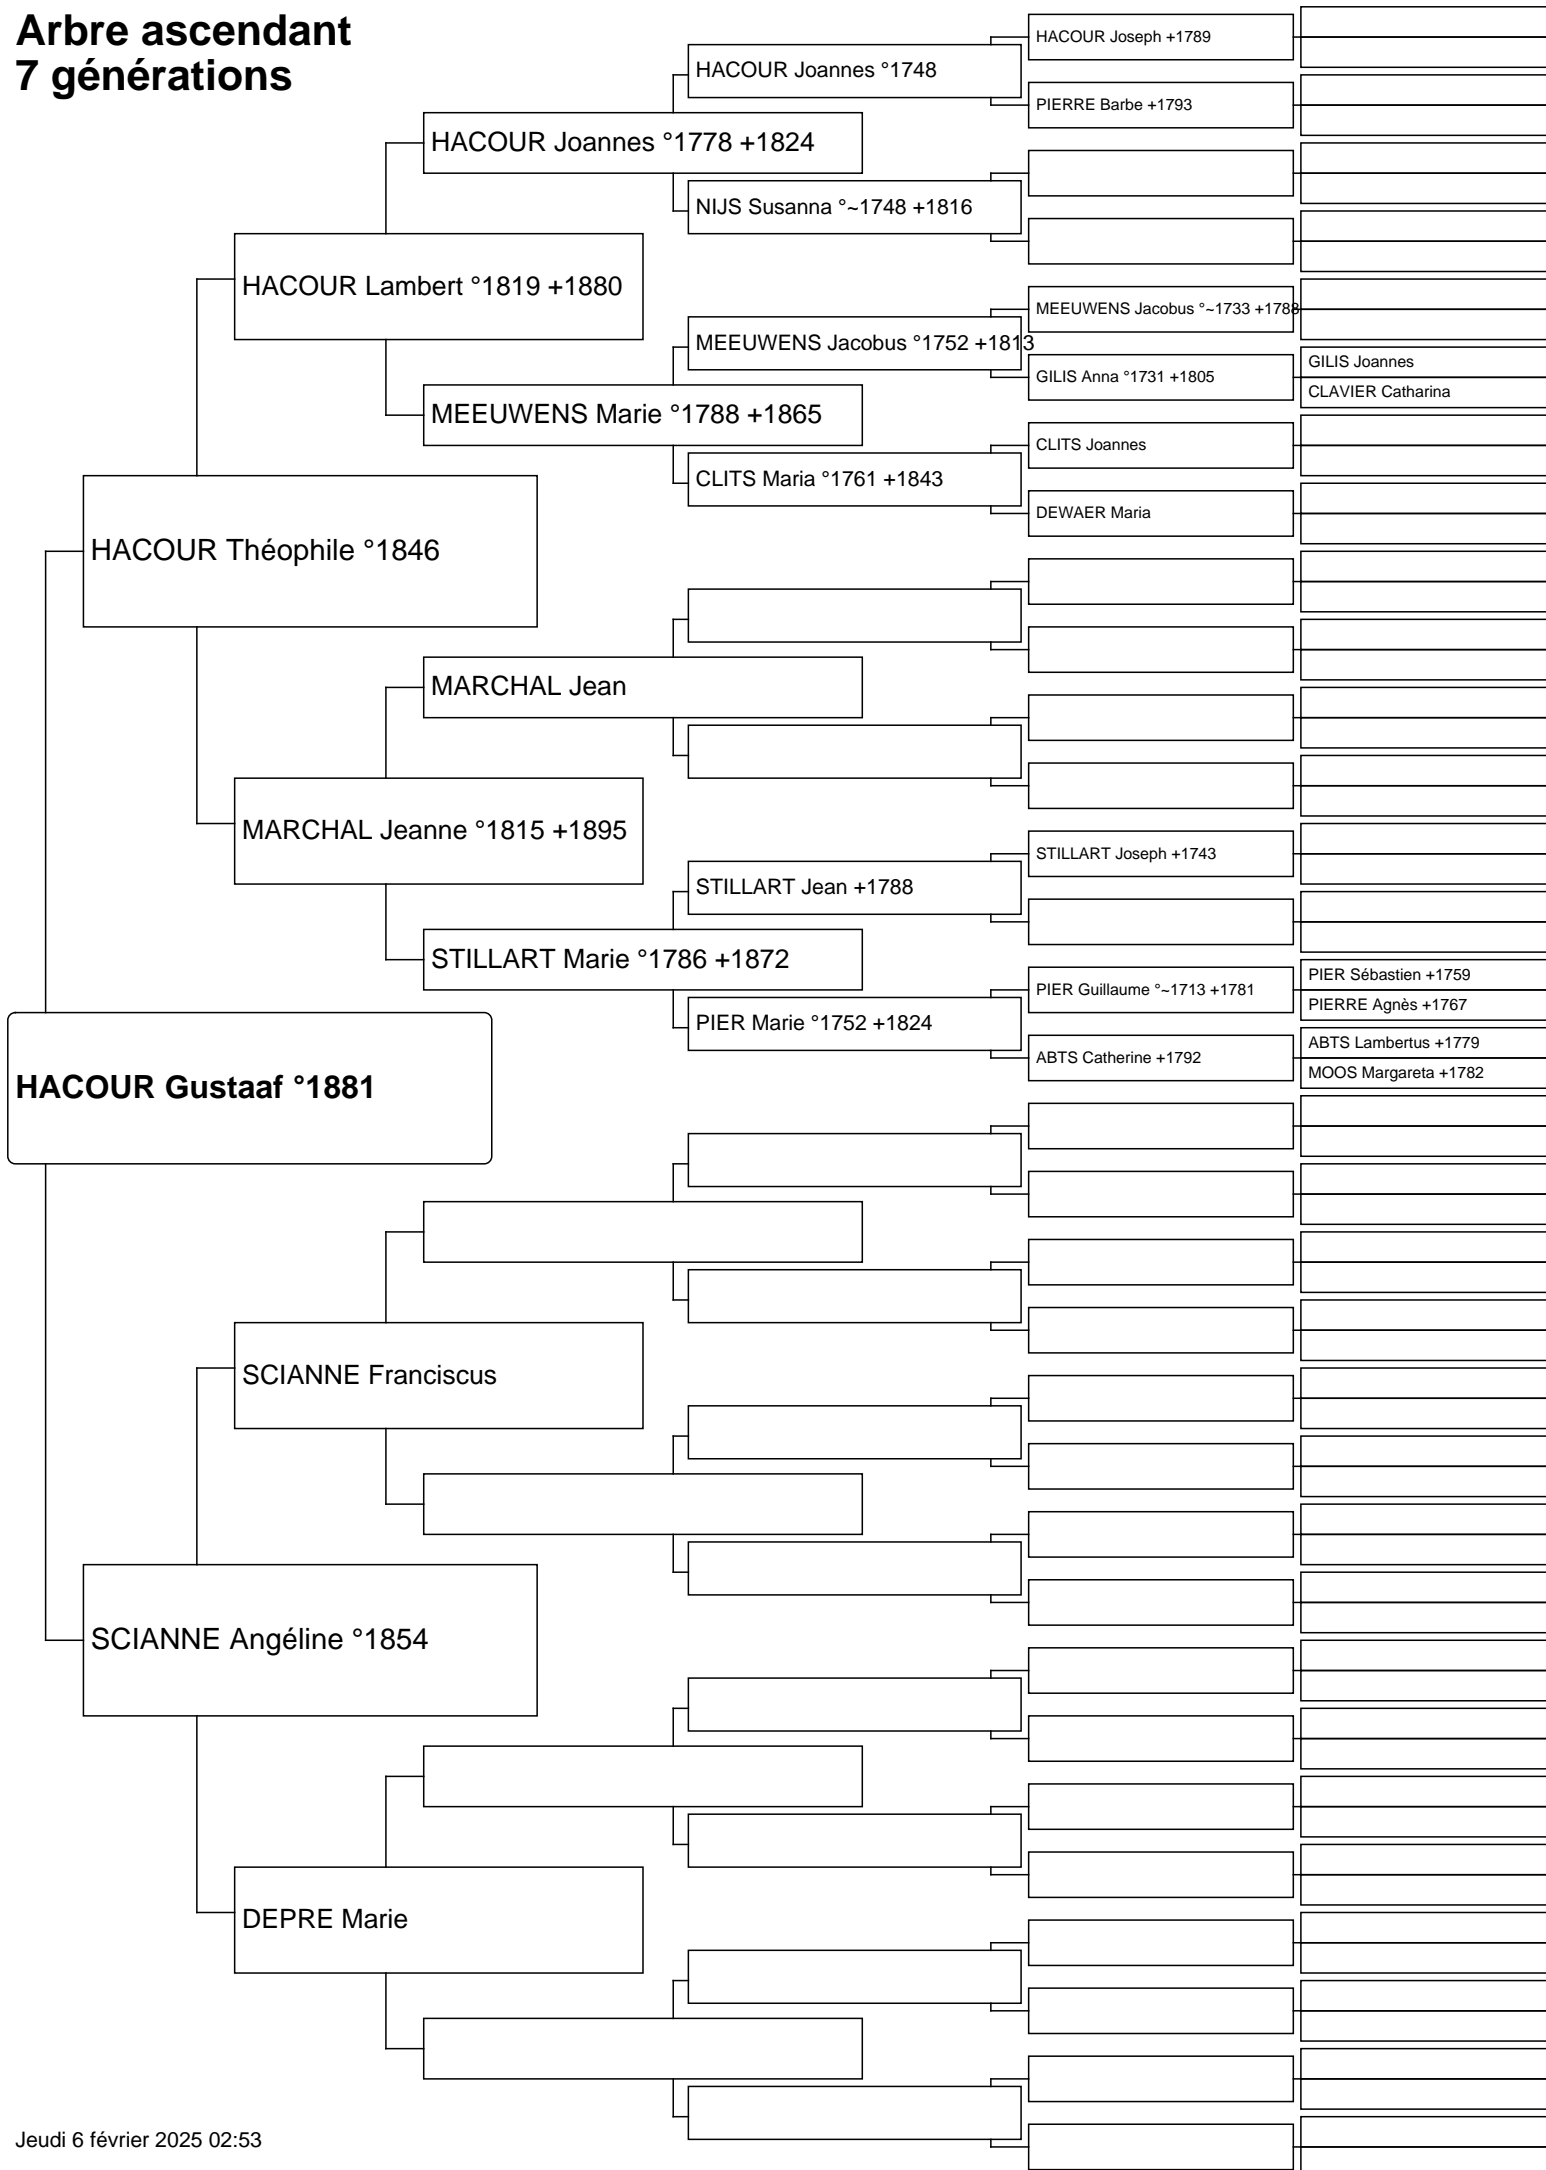 Arbre ascendant
7 générations
HACOUR Joseph +1789
HACOUR Joannes °1748
PIERRE Barbe +1793
HACOUR Joannes °1778 +1824
NIJS Susanna °~1748 +1816
HACOUR Lambert °1819 +1880
MEEUWENS Jacobus °~1733 +1788
MEEUWENS Jacobus °1752 +1813
GILIS Joannes
GILIS Anna °1731 +1805
CLAVIER Catharina
MEEUWENS Marie °1788 +1865
CLITS Joannes
CLITS Maria °1761 +1843
DEWAER Maria
HACOUR Théophile °1846
MARCHAL Jean
MARCHAL Jeanne °1815 +1895
STILLART Joseph +1743
STILLART Jean +1788
STILLART Marie °1786 +1872
PIER Sébastien +1759
PIER Guillaume °~1713 +1781
PIERRE Agnès +1767
PIER Marie °1752 +1824
ABTS Lambertus +1779
ABTS Catherine +1792
MOOS Margareta +1782
HACOUR Gustaaf °1881
SCIANNE Franciscus
SCIANNE Angéline °1854
DEPRE Marie
Jeudi 6 février 2025 02:53